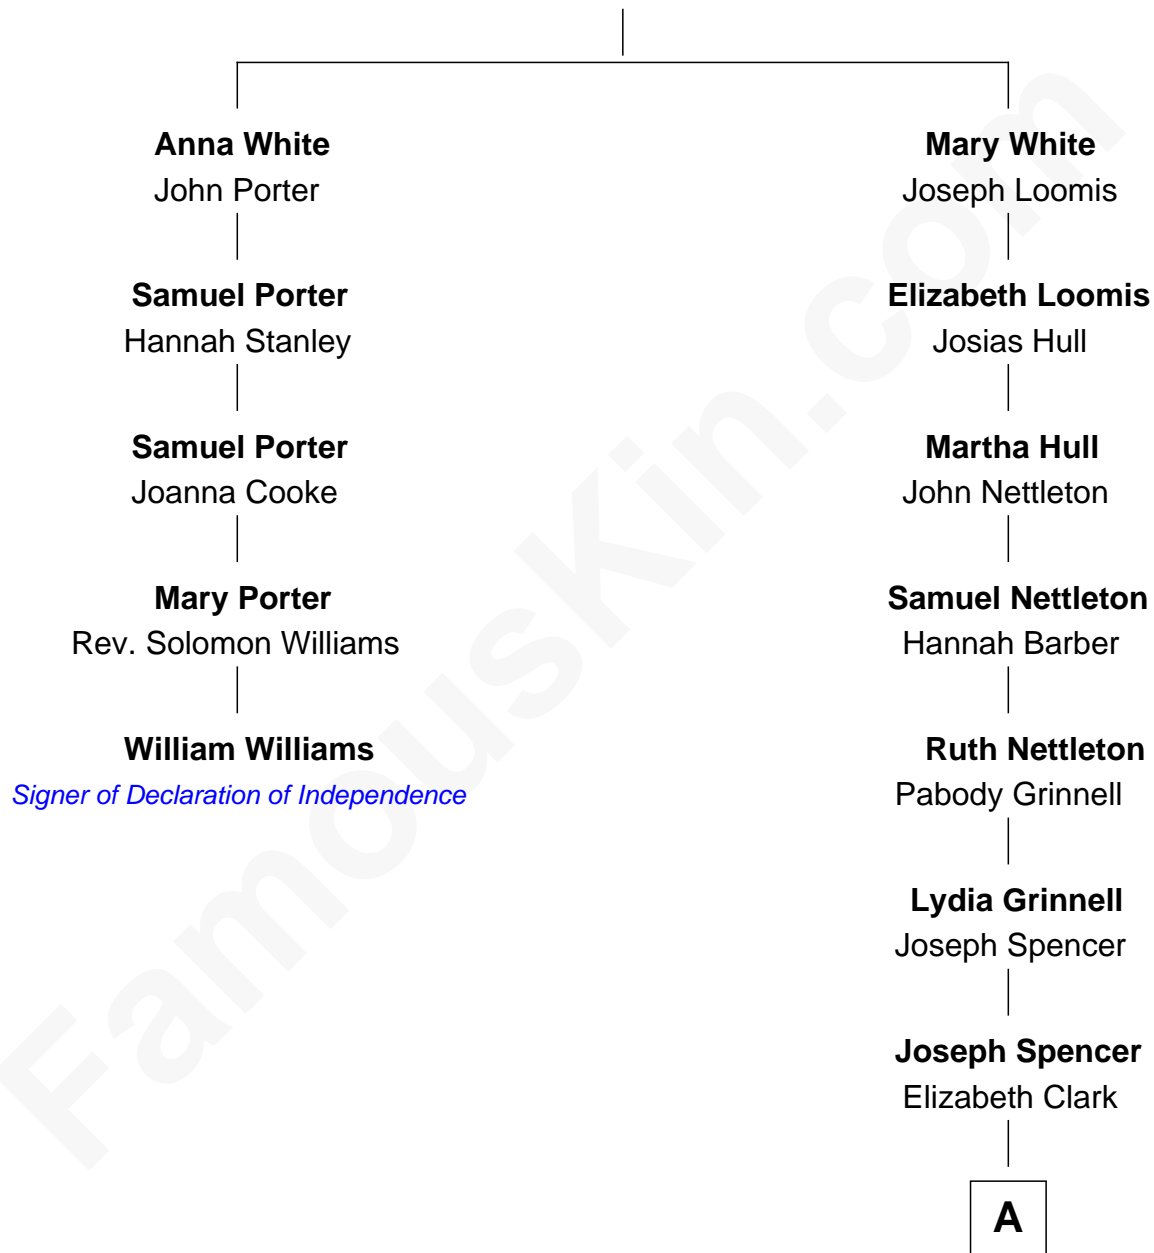 Anna White
John Porter
Samuel Porter
Hannah Stanley
Samuel Porter
Joanna Cooke
Mary Porter
Rev. Solomon Williams
William Williams
Signer of Declaration of Independence
Mary White
Joseph Loomis
Elizabeth Loomis
Josias Hull
Martha Hull
John Nettleton
Samuel Nettleton
Hannah Barber
Ruth Nettleton
Pabody Grinnell
Lydia Grinnell
Joseph Spencer
Joseph Spencer
Elizabeth Clark
A
FamousKin.com